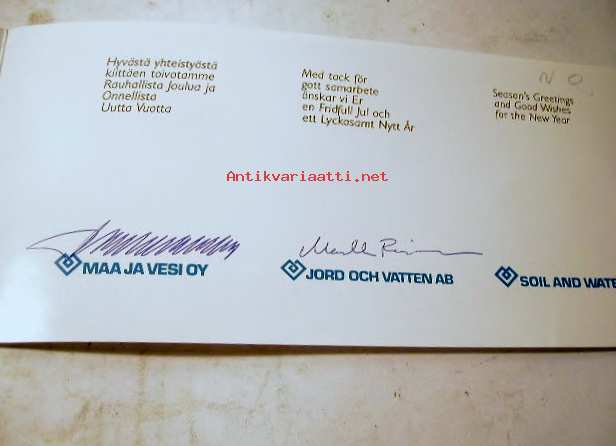 Hyvästä yhteistyöstä
kiittäen toivotamme
Rauhallista Joulua ja
Onnellista
Uutta Vuotta
Med tack för
gott samarbete
önskar vi Er
en Fridfull Jul och
ett Lyckosamt Nytt År
Season's Greetings
and Good Wishes
for the New Year
Antikvariaatti.net
MAA JA VESI OY
JORD OCH VATTEN AB
SOIL AND WATE